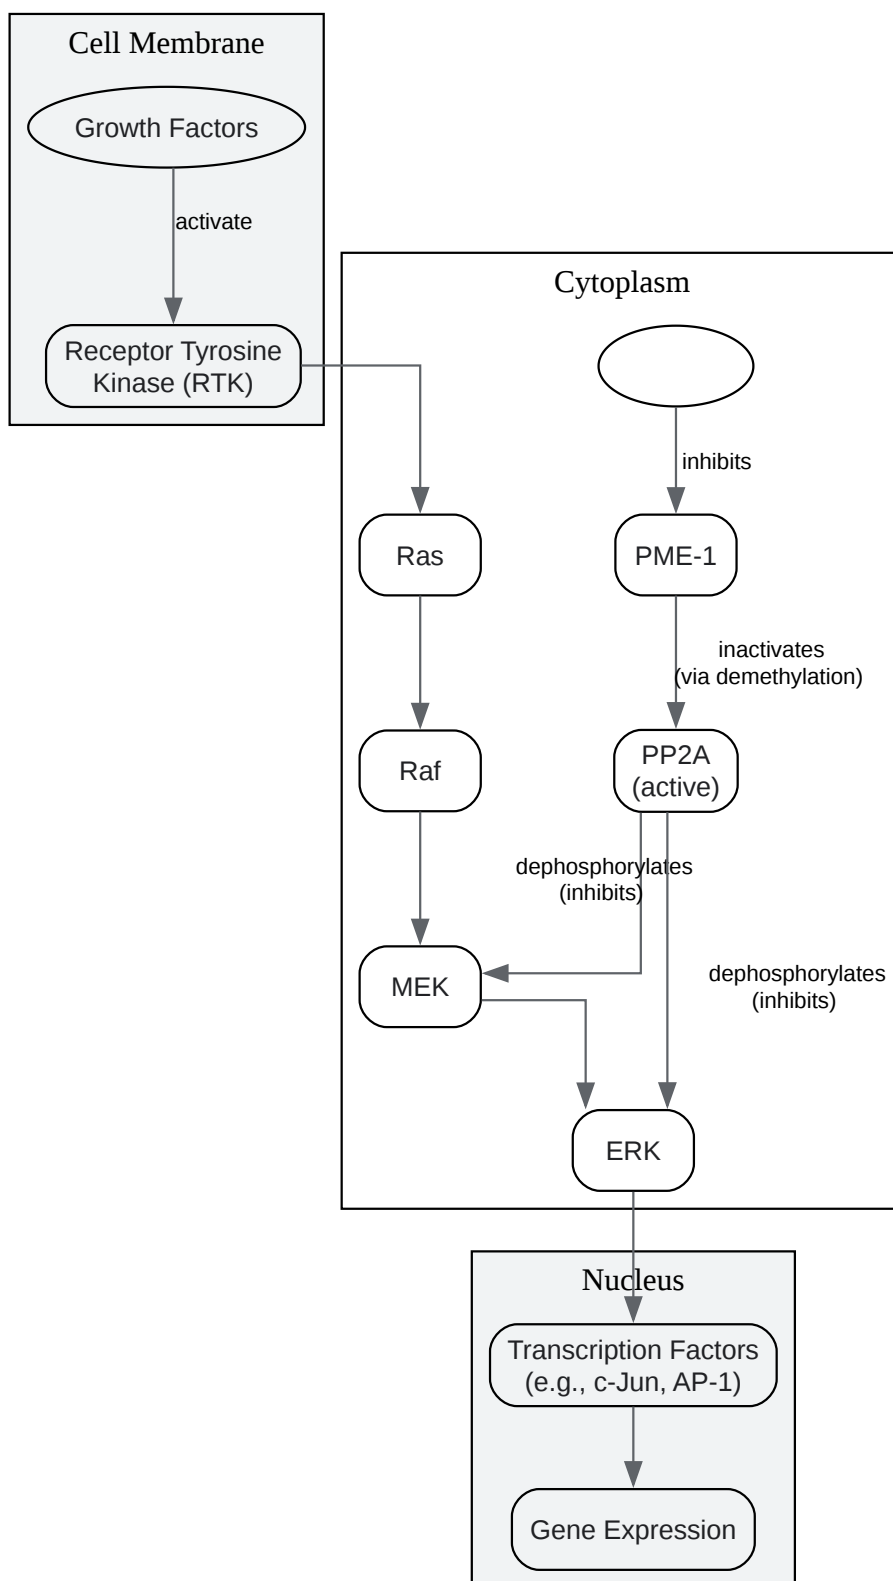 Cell Membrane
Growth Factors
activate
Receptor Tyrosine
Kinase (RTK)
Cytoplasm
inhibits
Ras
PME-1
inactivates
(via demethylation)
Raf
PP2A
(active)
dephosphorylates
(inhibits)
MEK
dephosphorylates
(inhibits)
ERK
Nucleus
Transcription Factors
(e.g., c-Jun, AP-1)
Gene Expression